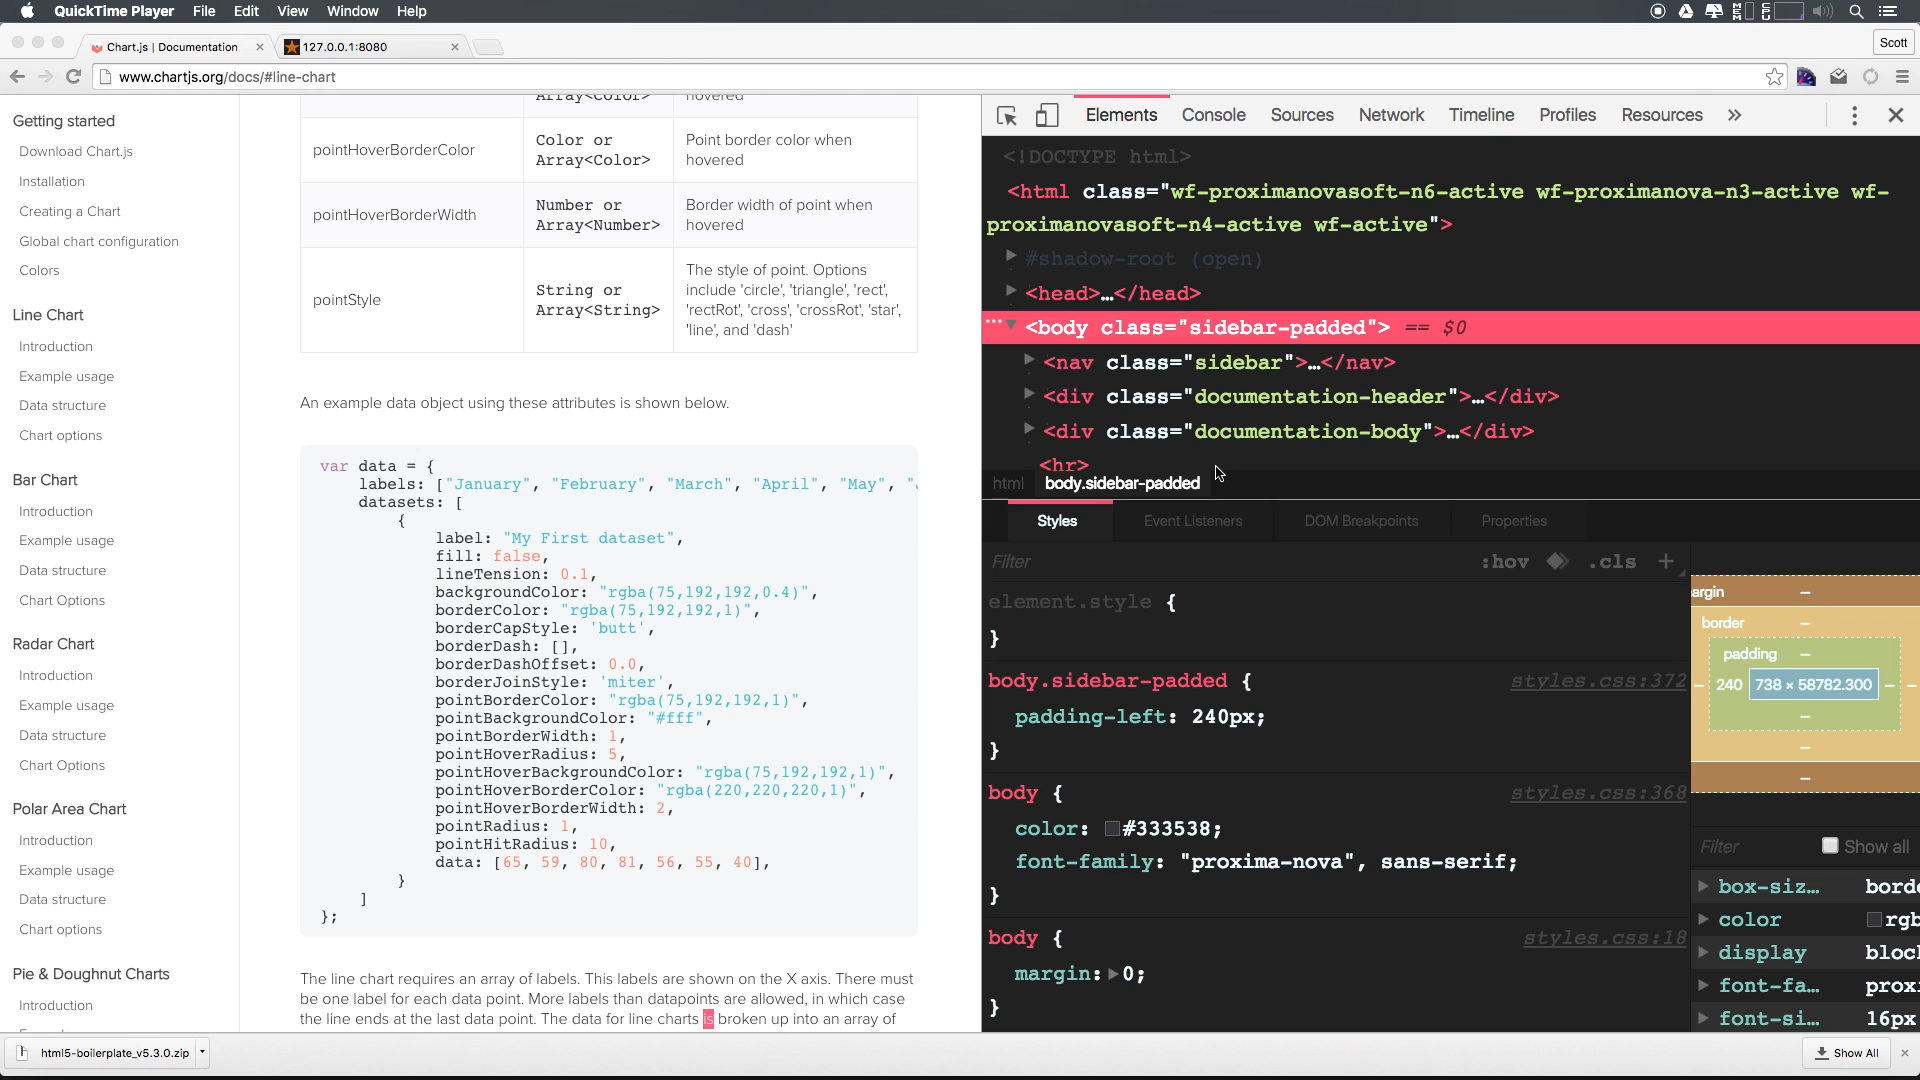 QuickTime Player File Edit View Window Help
Chart.js | Documentation
127.0.0.1:8080
Scott
www.chartjs.org/docs/#line-chart
Getting started
Download Chart.js
Installation
Creating a Chart
Global chart configuration
Colors
Line Chart
Introduction
Example usage
Data structure
Chart options
Bar Chart
Introduction
Example usage
Data structure
Chart Options
Radar Chart
Introduction
Example usage
Data structure
Chart Options
Polar Area Chart
Introduction
Example usage
Data structure
Chart options
Pie & Doughnut Charts
Introduction
Array<Color> hovered
pointHoverBorderColor Color or Array<Color> Point border color when hovered
pointHoverBorderWidth Number or Array<Number> Border width of point when hovered
pointStyle String or Array<String> The style of point. Options include 'circle', 'triangle', 'rect', 'rectRot', 'cross', 'crossRot', 'star', 'line', and 'dash'
An example data object using these attributes is shown below.
var data = {
labels: ["January", "February", "March", "April", "May", "
datasets: [
{
label: "My First dataset",
fill: false,
lineTension: 0.1,
backgroundColor: "rgba(75,192,192,0.4)",
borderColor: "rgba(75,192,192,1)",
borderCapStyle: 'butt',
borderDash: [],
borderDashOffset: 0.0,
borderJoinStyle: 'miter',
pointBorderColor: "rgba(75,192,192,1)",
pointBackgroundColor: "#fff",
pointBorderWidth: 1,
pointHoverRadius: 5,
pointHoverBackgroundColor: "rgba(75,192,192,1)",
pointHoverBorderColor: "rgba(220,220,220,1)",
pointHoverBorderWidth: 2,
pointRadius: 1,
pointHitRadius: 10,
data: [65, 59, 80, 81, 56, 55, 40],
}
]
};
The line chart requires an array of labels. This labels are shown on the X axis. There must
be one label for each data point. More labels than datapoints are allowed, in which case
the line ends at the last data point. The data for line charts is broken up into an array of
Elements Console Sources Network Timeline Profiles Resources »
<!DOCTYPE html>
<html class="wf-proximanovasoft-n6-active wf-proximanova-n3-active wf-
proximanovasoft-n4-active wf-active">
#shadow-root (open)
<head>…</head>
<body class="sidebar-padded"> == $0
<nav class="sidebar">…</nav>
<div class="documentation-header">…</div>
<div class="documentation-body">…</div>
<hr>
html body.sidebar-padded
Styles Event Listeners DOM Breakpoints Properties
Filter :hov .cls +
element.style {
}
body.sidebar-padded { styles.css:372
padding-left: 240px;
}
body { styles.css:368
color: #333538;
font-family: "proxima-nova", sans-serif;
}
body { styles.css:18
margin: 0;
}
argin –
border –
padding –
– 240 738 × 58782.300 – –
–
–
–
Filter Show all
box-siz… bord
color rgb
display bloc
font-fa… prox
font-si… 16px
html5-boilerplate_v5.3.0.zip
Show All